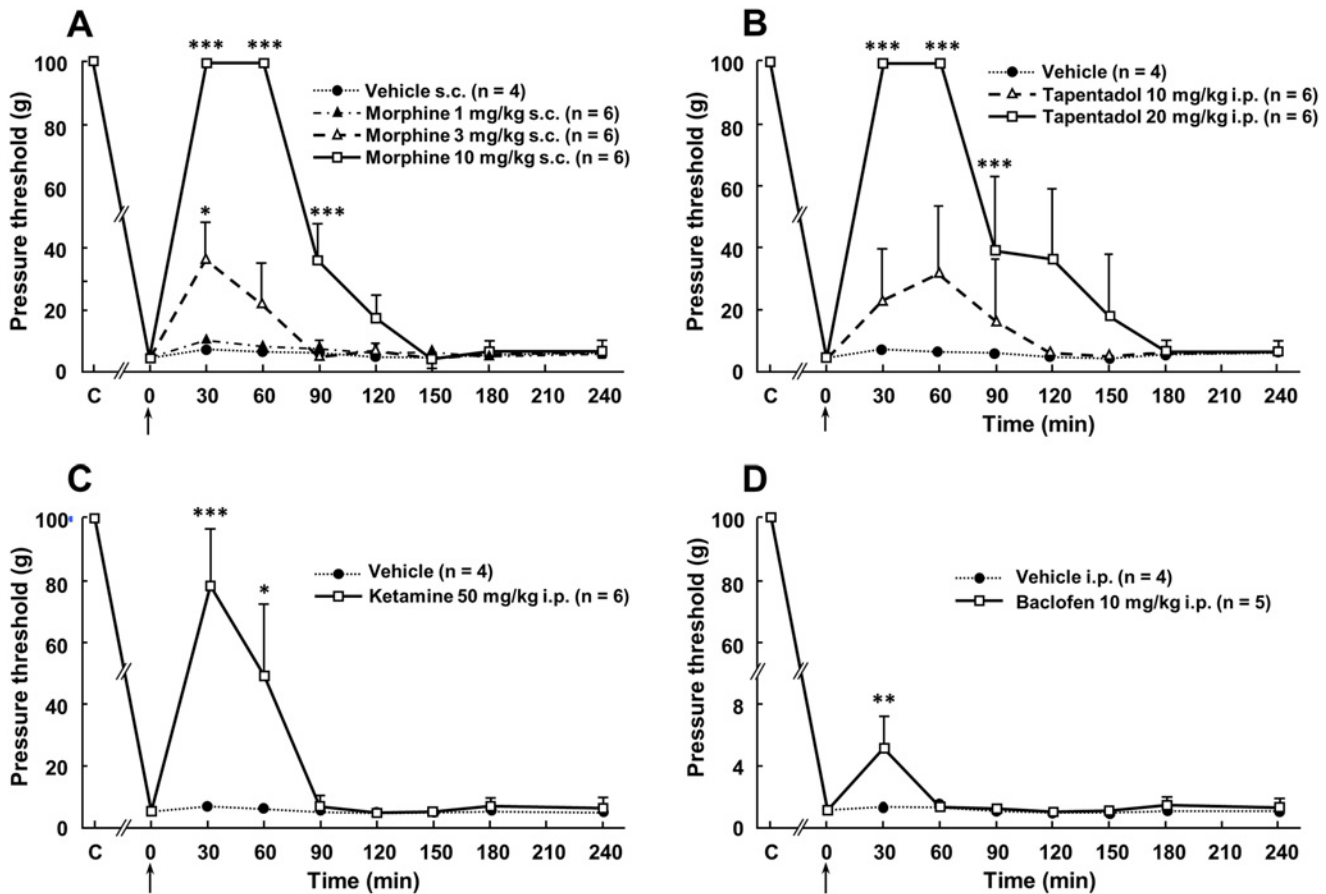 A
Pressure threshold (g)
100
80
60
40
20
0
*** ***
* ***
Vehicle s.c. (n = 4)
Morphine 1 mg/kg s.c. (n = 6)
Morphine 3 mg/kg s.c. (n = 6)
Morphine 10 mg/kg s.c. (n = 6)
C 0 30 60 90 120 150 180 210 240
B
Pressure threshold (g)
100
80
60
40
20
0
*** ***
***
Vehicle (n = 4)
Tapentadol 10 mg/kg i.p. (n = 6)
Tapentadol 20 mg/kg i.p. (n = 6)
C 0 30 60 90 120 150 180 210 240
Time (min)
C
Pressure threshold (g)
100
80
60
40
20
0
***
*
Vehicle (n = 4)
Ketamine 50 mg/kg i.p. (n = 6)
C 0 30 60 90 120 150 180 210 240
Time (min)
D
Pressure threshold (g)
100
80
60
8
4
0
**
Vehicle i.p. (n = 4)
Baclofen 10 mg/kg i.p. (n = 5)
C 0 30 60 90 120 150 180 210 240
Time (min)